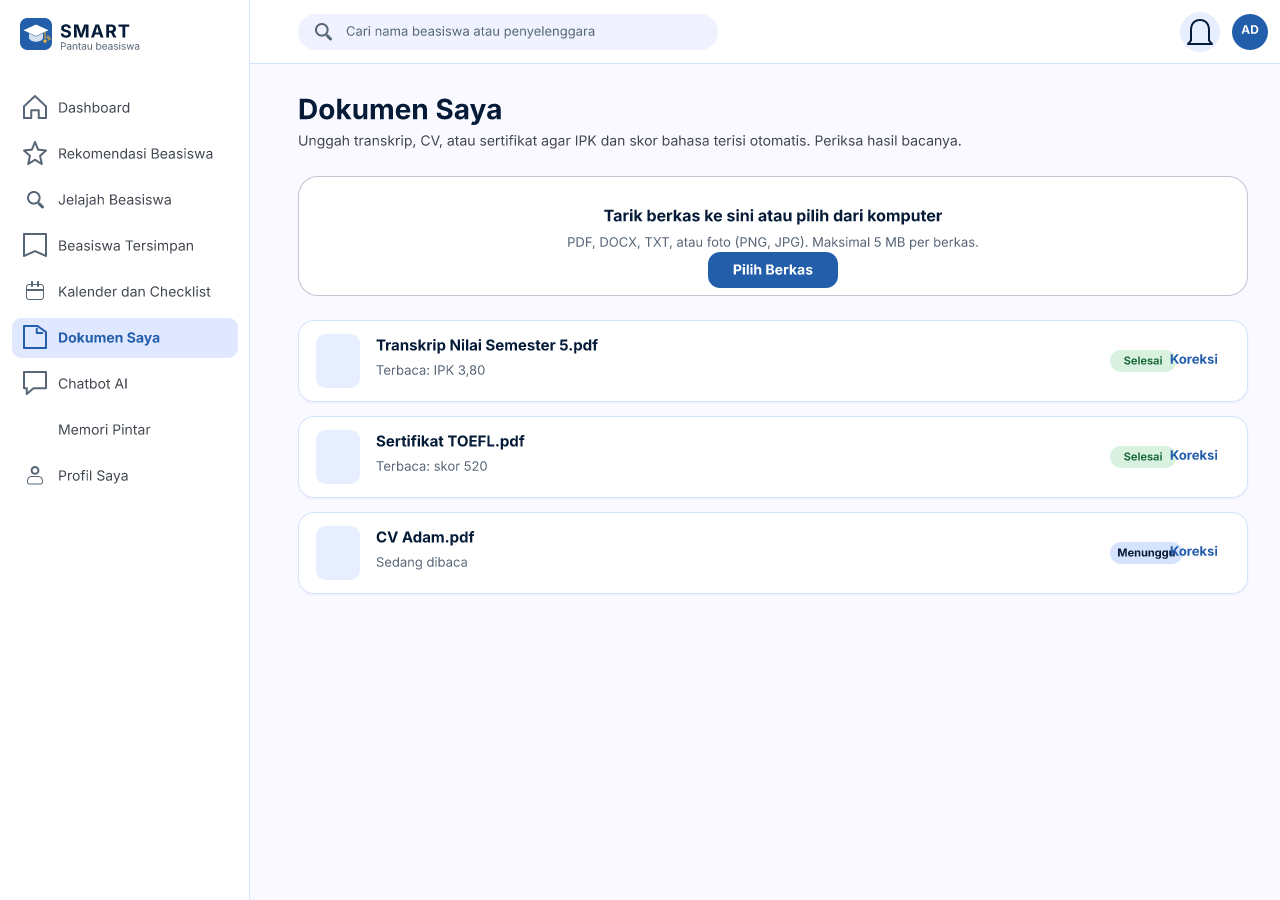 SMART
Pantau beasiswa
Cari nama beasiswa atau penyelenggara
AD
Dashboard
Rekomendasi Beasiswa
Jelajah Beasiswa
Beasiswa Tersimpan
Kalender dan Checklist
Dokumen Saya
Chatbot AI
Memori Pintar
Profil Saya
Dokumen Saya
Unggah transkrip, CV, atau sertifikat agar IPK dan skor bahasa terisi otomatis. Periksa hasil bacanya.
Tarik berkas ke sini atau pilih dari komputer
PDF, DOCX, TXT, atau foto (PNG, JPG). Maksimal 5 MB per berkas.
Pilih Berkas
Transkrip Nilai Semester 5.pdf
Terbaca: IPK 3,80
Selesai
Koreksi
Sertifikat TOEFL.pdf
Terbaca: skor 520
Selesai
Koreksi
CV Adam.pdf
Sedang dibaca
Menunggu
Koreksi